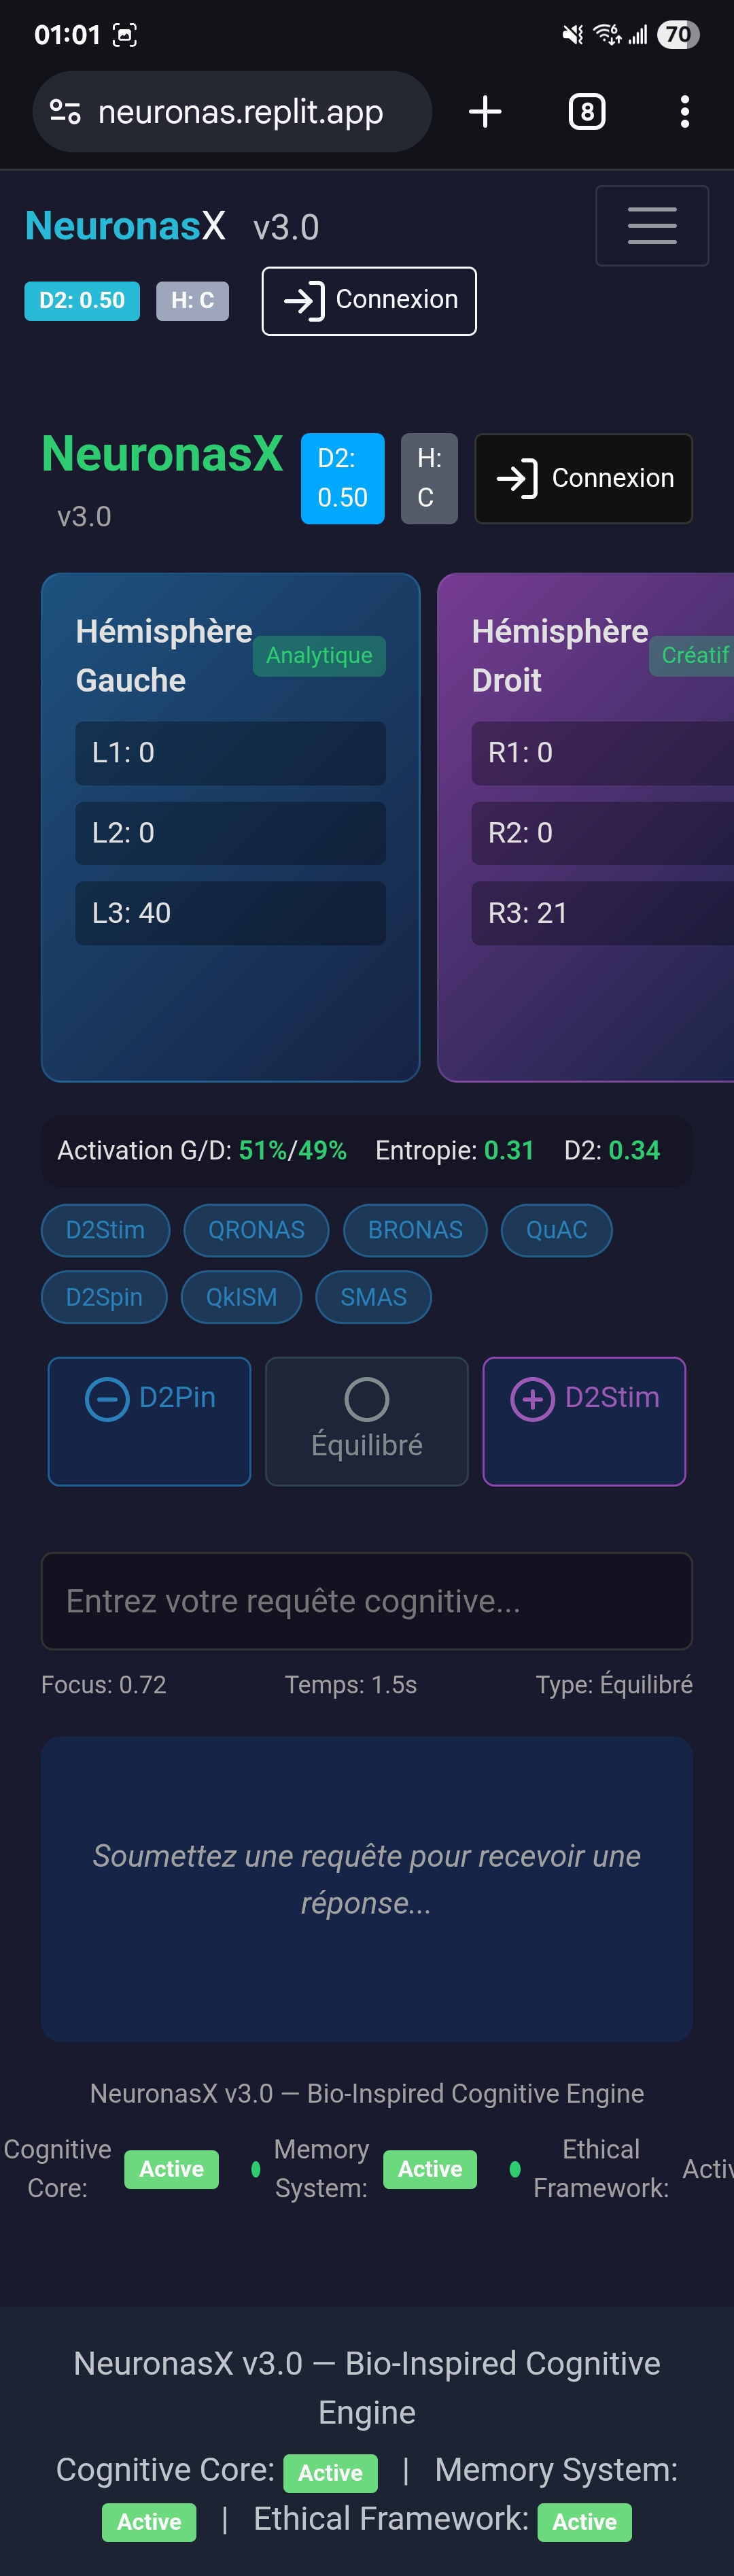 01:01
6
70
neuronas.replit.app
8
NeuronasX v3.0
D2: 0.50 H: C Connexion
NeuronasX
v3.0
D2:
0.50
H:
C
Connexion
Hémisphère
Gauche
Analytique
L1: 0
L2: 0
L3: 40
Hémisphère
Droit
Créatif
R1: 0
R2: 0
R3: 21
Activation G/D: 51%/49% Entropie: 0.31 D2: 0.34
D2Stim QRONAS BRONAS QuAC
D2Spin QkISM SMAS
D2Pin
Équilibré
D2Stim
Entrez votre requête cognitive...
Focus: 0.72 Temps: 1.5s Type: Équilibré
Soumettez une requête pour recevoir une
réponse...
NeuronasX v3.0 — Bio-Inspired Cognitive Engine
Cognitive
Core:
Active
Memory
System:
Active
Ethical
Framework:
Activ
NeuronasX v3.0 — Bio-Inspired Cognitive
Engine
Cognitive Core: Active | Memory System:
Active | Ethical Framework: Active